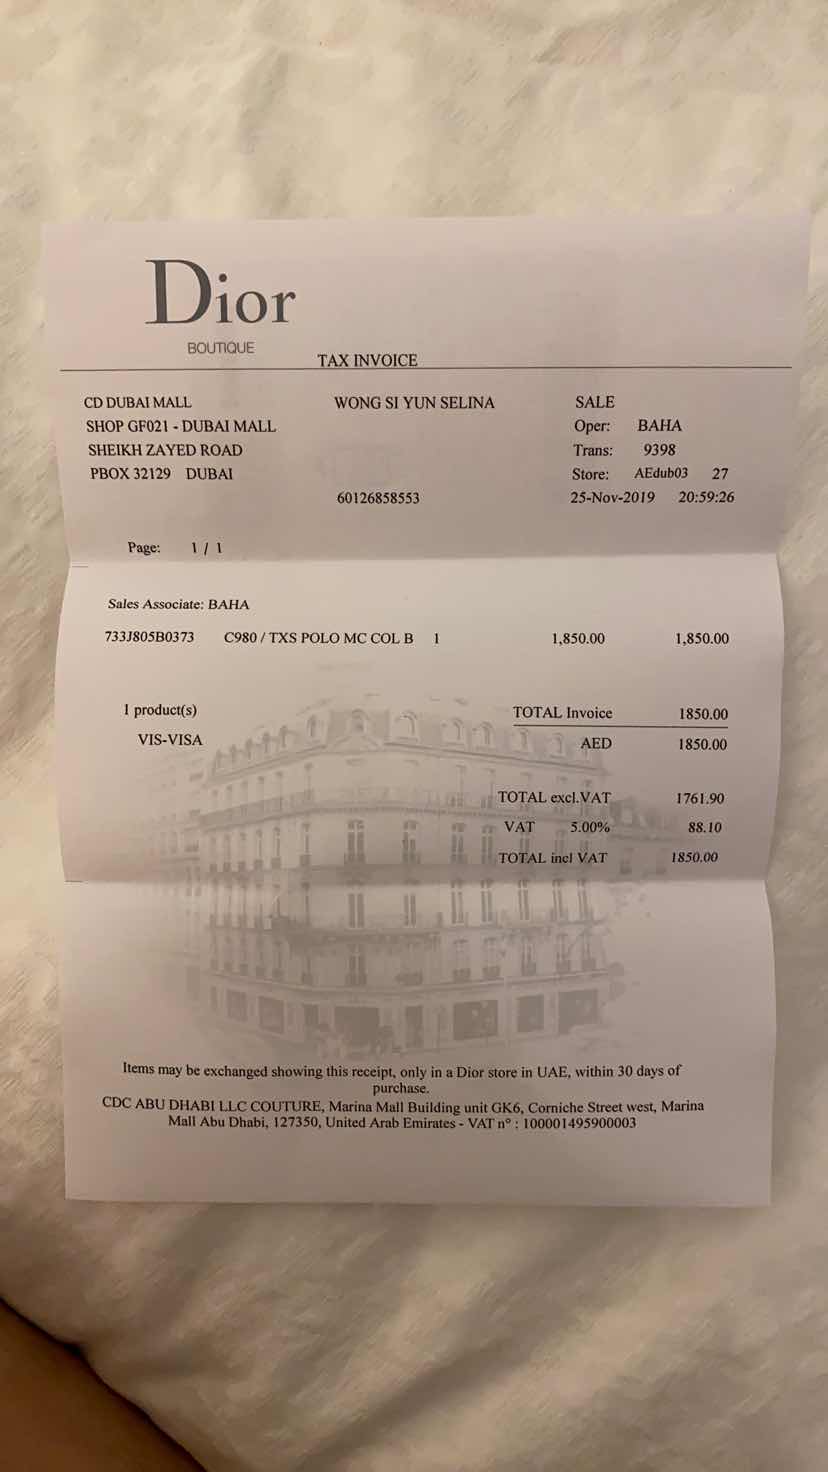 Dior
BOUTIQUE
TAX INVOICE
CD DUBAI MALL WONG SI YUN SELINA SALE
SHOP GF021 - DUBAI MALL Oper: BAHA
SHEIKH ZAYED ROAD Trans: 9398
PBOX 32129 DUBAI Store: AEdub03 27
60126858553 25-Nov-2019 20:59:26
Page: 1 / 1
Sales Associate: BAHA
733J805B0373 C980 / TXS POLO MC COL B 1 1,850.00 1,850.00
1 product(s) TOTAL Invoice 1850.00
VIS-VISA AED 1850.00
TOTAL excl.VAT 1761.90
VAT 5.00% 88.10
TOTAL incl VAT 1850.00
Items may be exchanged showing this receipt, only in a Dior store in UAE, within 30 days of
purchase.
CDC ABU DHABI LLC COUTURE, Marina Mall Building unit GK6, Corniche Street west, Marina
Mall Abu Dhabi, 127350, United Arab Emirates - VAT n° : 100001495900003